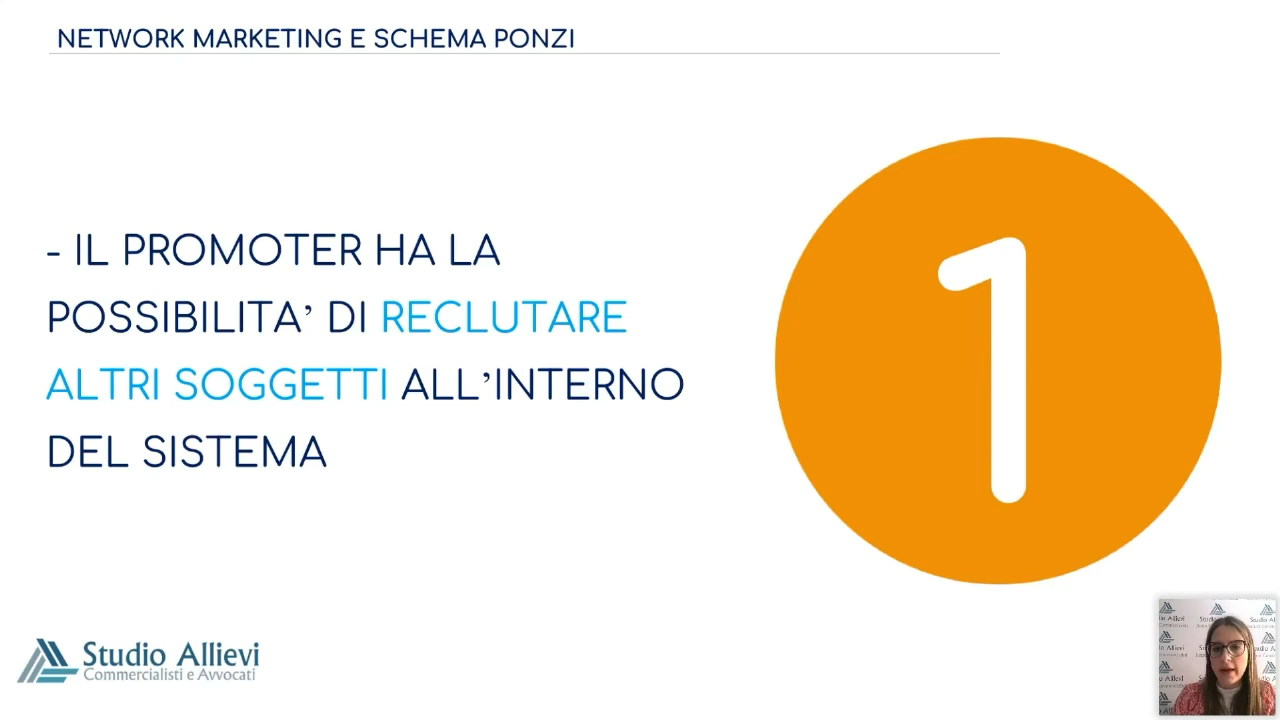 NETWORK MARKETING E SCHEMA PONZI
- IL PROMOTER HA LA
POSSIBILITA’ DI RECLUTARE
ALTRI SOGGETTI ALL’INTERNO
DEL SISTEMA
1
Studio Allievi
Commercialisti e Avvocati